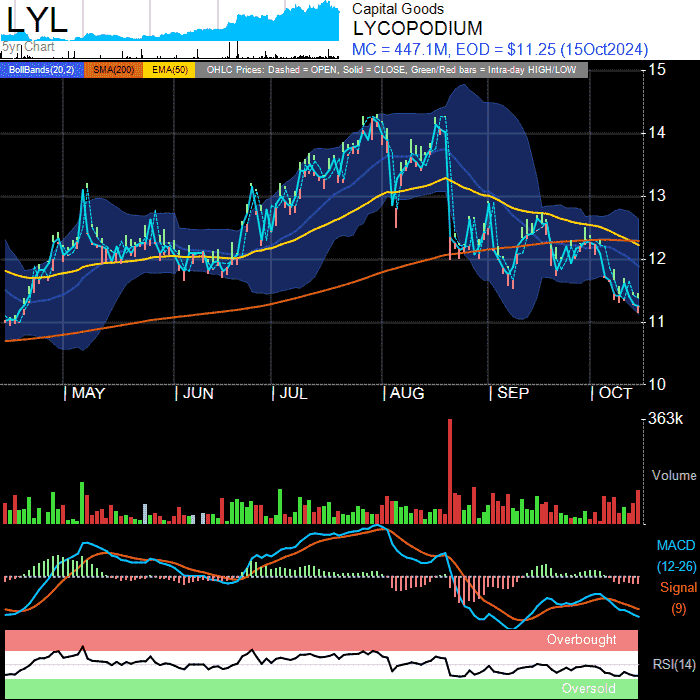 LYL
5yr Chart
Capital Goods
LYCOPODIUM
MC = 447.1M, EOD = $11.25 (15Oct2024)
BollBands(20,2) SMA(200) EMA(50) OHLC Prices: Dashed = OPEN, Solid = CLOSE, Green/Red bars = Intra-day HIGH/LOW
15
14
13
12
11
10
MAY JUN JUL AUG SEP OCT
363k
Volume
MACD
(12-26)
Signal
(9)
Overbought
RSI(14)
Oversold